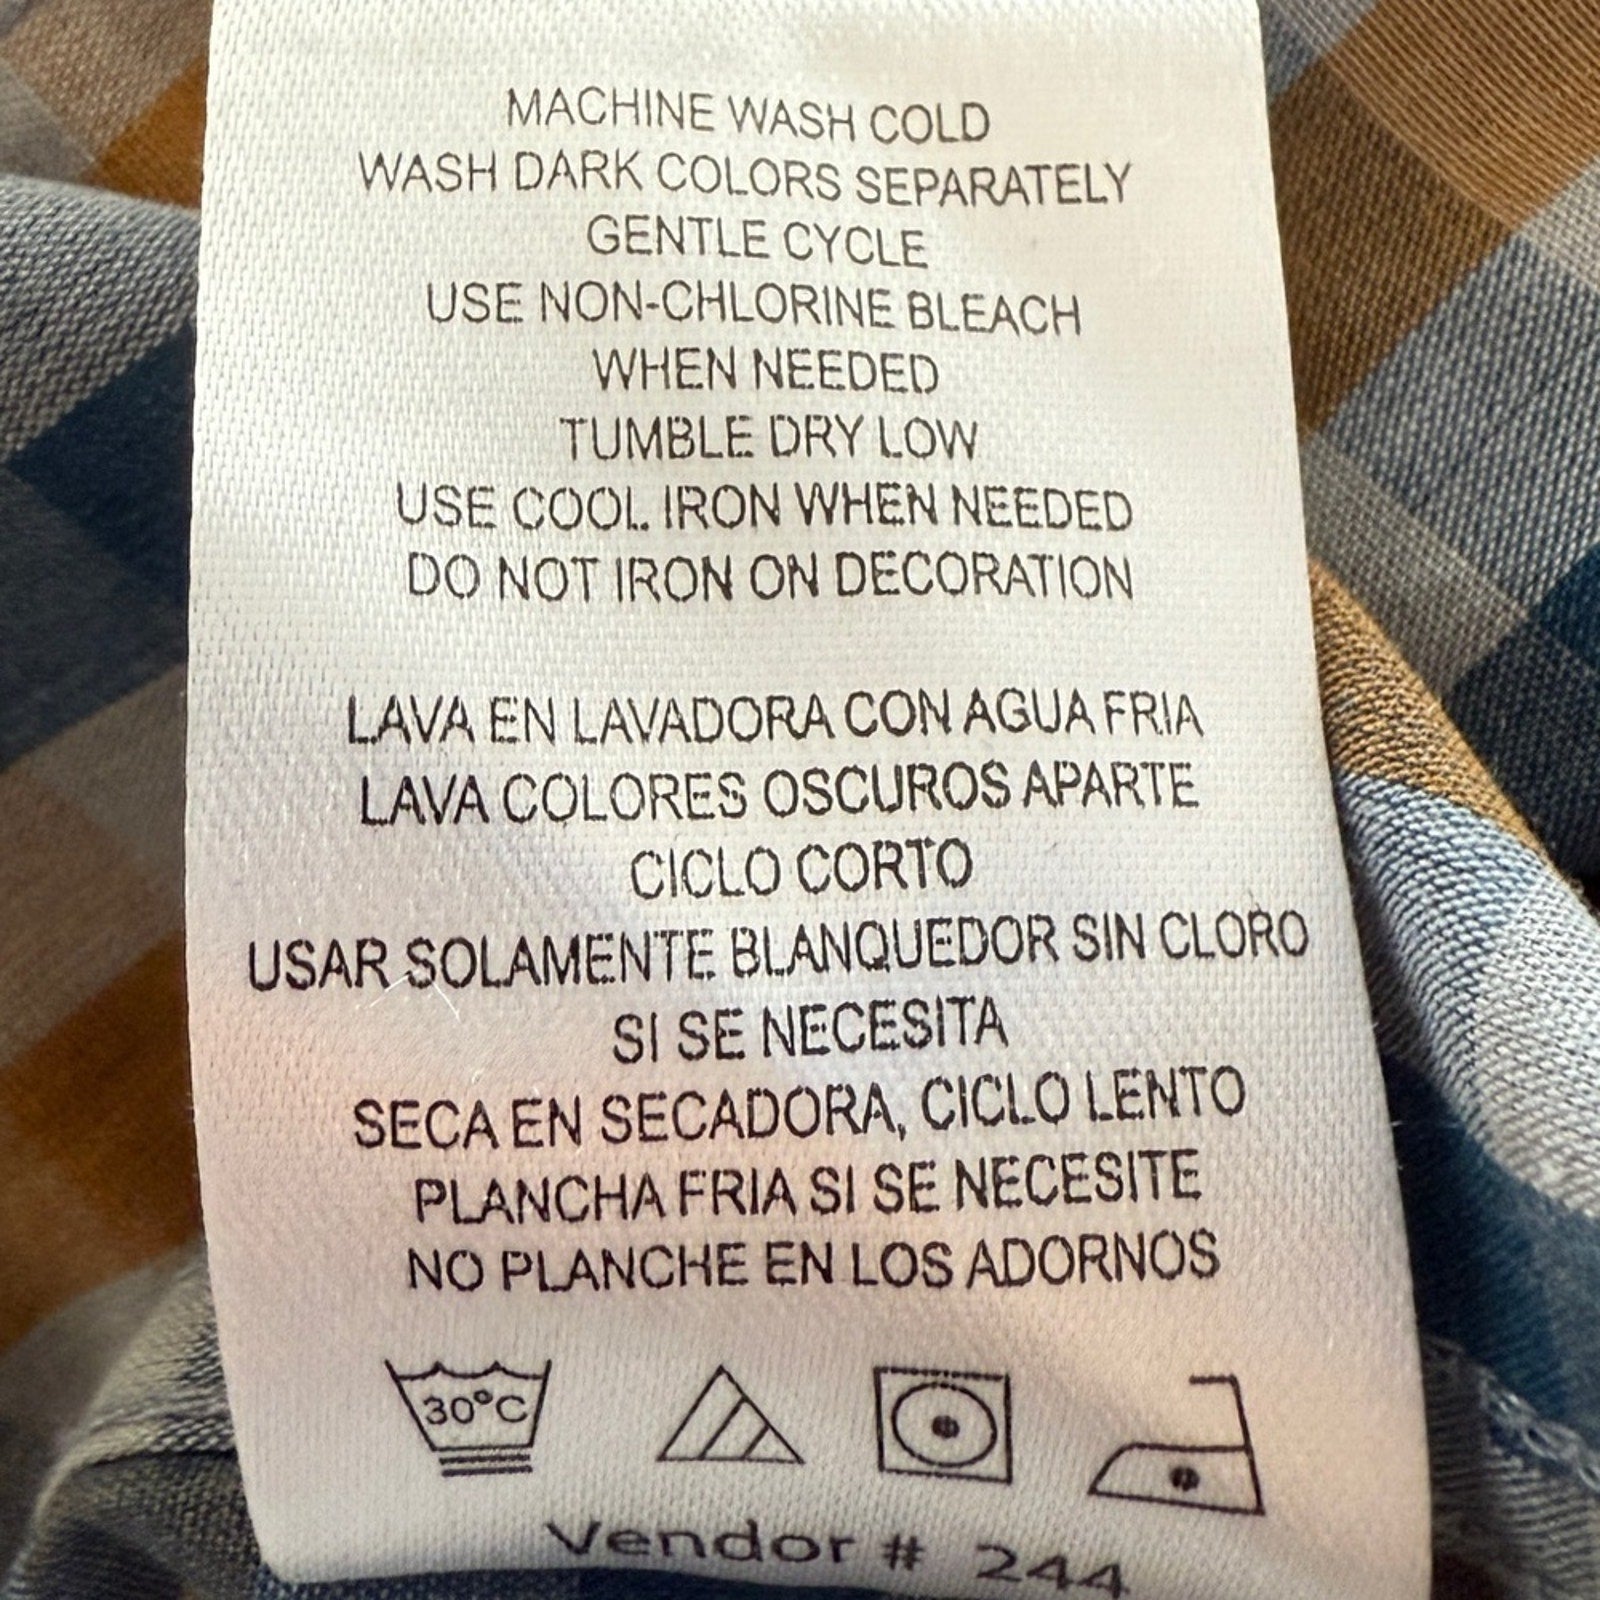 MACHINE WASH COLD
WASH DARK COLORS SEPARATELY
GENTLE CYCLE
USE NON-CHLORINE BLEACH
WHEN NEEDED
TUMBLE DRY LOW
USE COOL IRON WHEN NEEDED
DO NOT IRON ON DECORATION
LAVA EN LAVADORA CON AGUA FRIA
LAVA COLORES OSCUROS APARTE
CICLO CORTO
USAR SOLAMENTE BLANQUEDOR SIN CLORO
SI SE NECESITA
SECA EN SECADORA, CICLO LENTO
PLANCHA FRIA SI SE NECESITE
NO PLANCHE EN LOS ADORNOS
30°C
Vendor # 244